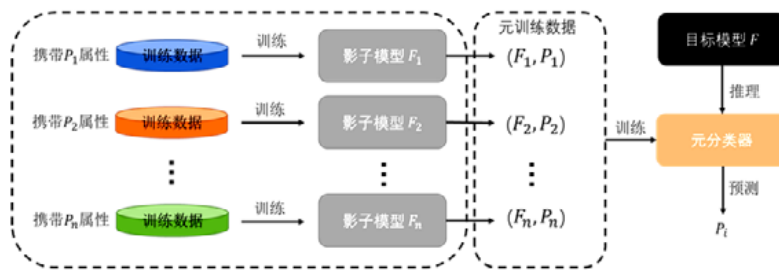 携带P₁属性 训练数据 训练 影子模型 F₁
携带P₂属性 训练数据 训练 影子模型 F₂
⋮ ⋮ ⋮
携带Pₙ属性 训练数据 训练 影子模型 Fₙ
元训练数据
(F₁, P₁)
(F₂, P₂)
(Fₙ, Pₙ)
训练
目标模型 F
推理
元分类器
预测
Pᵢ